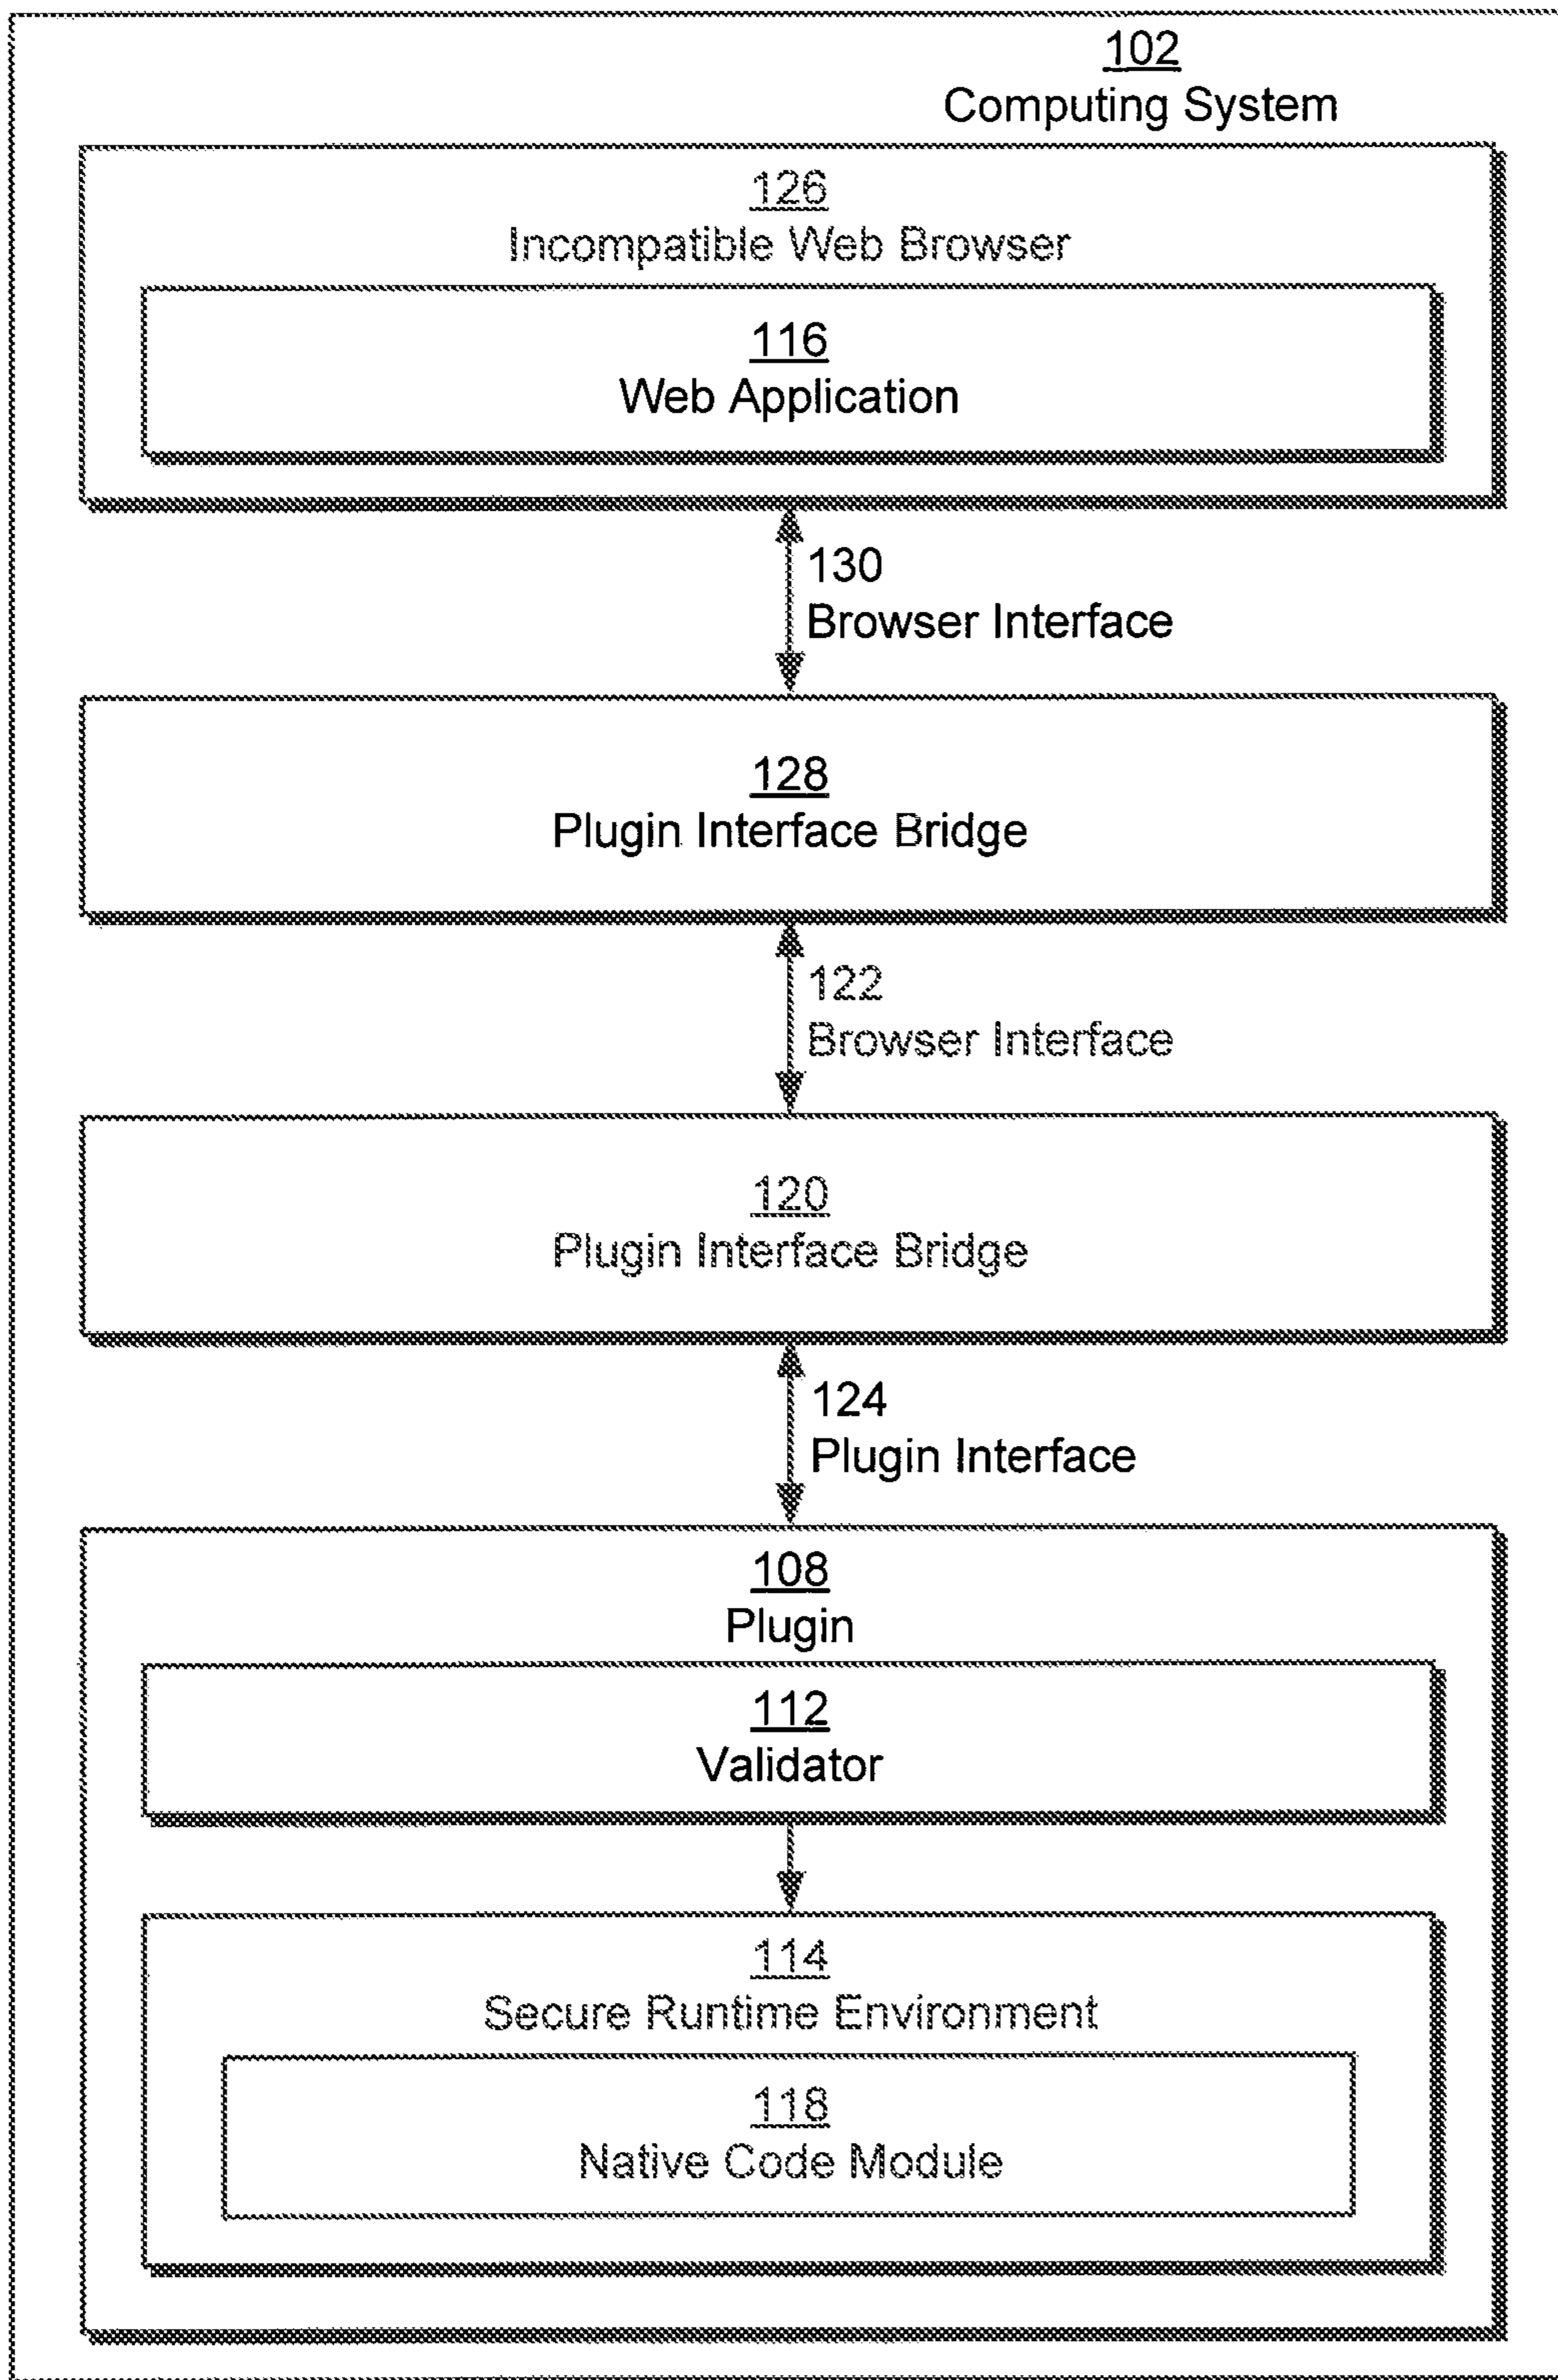 102
Computing System
126
Incompatible Web Browser
116
Web Application
130
Browser Interface
128
Plugin Interface Bridge
122
Browser Interface
120
Plugin Interface Bridge
124
Plugin Interface
108
Plugin
112
Validator
114
Secure Runtime Environment
118
Native Code Module